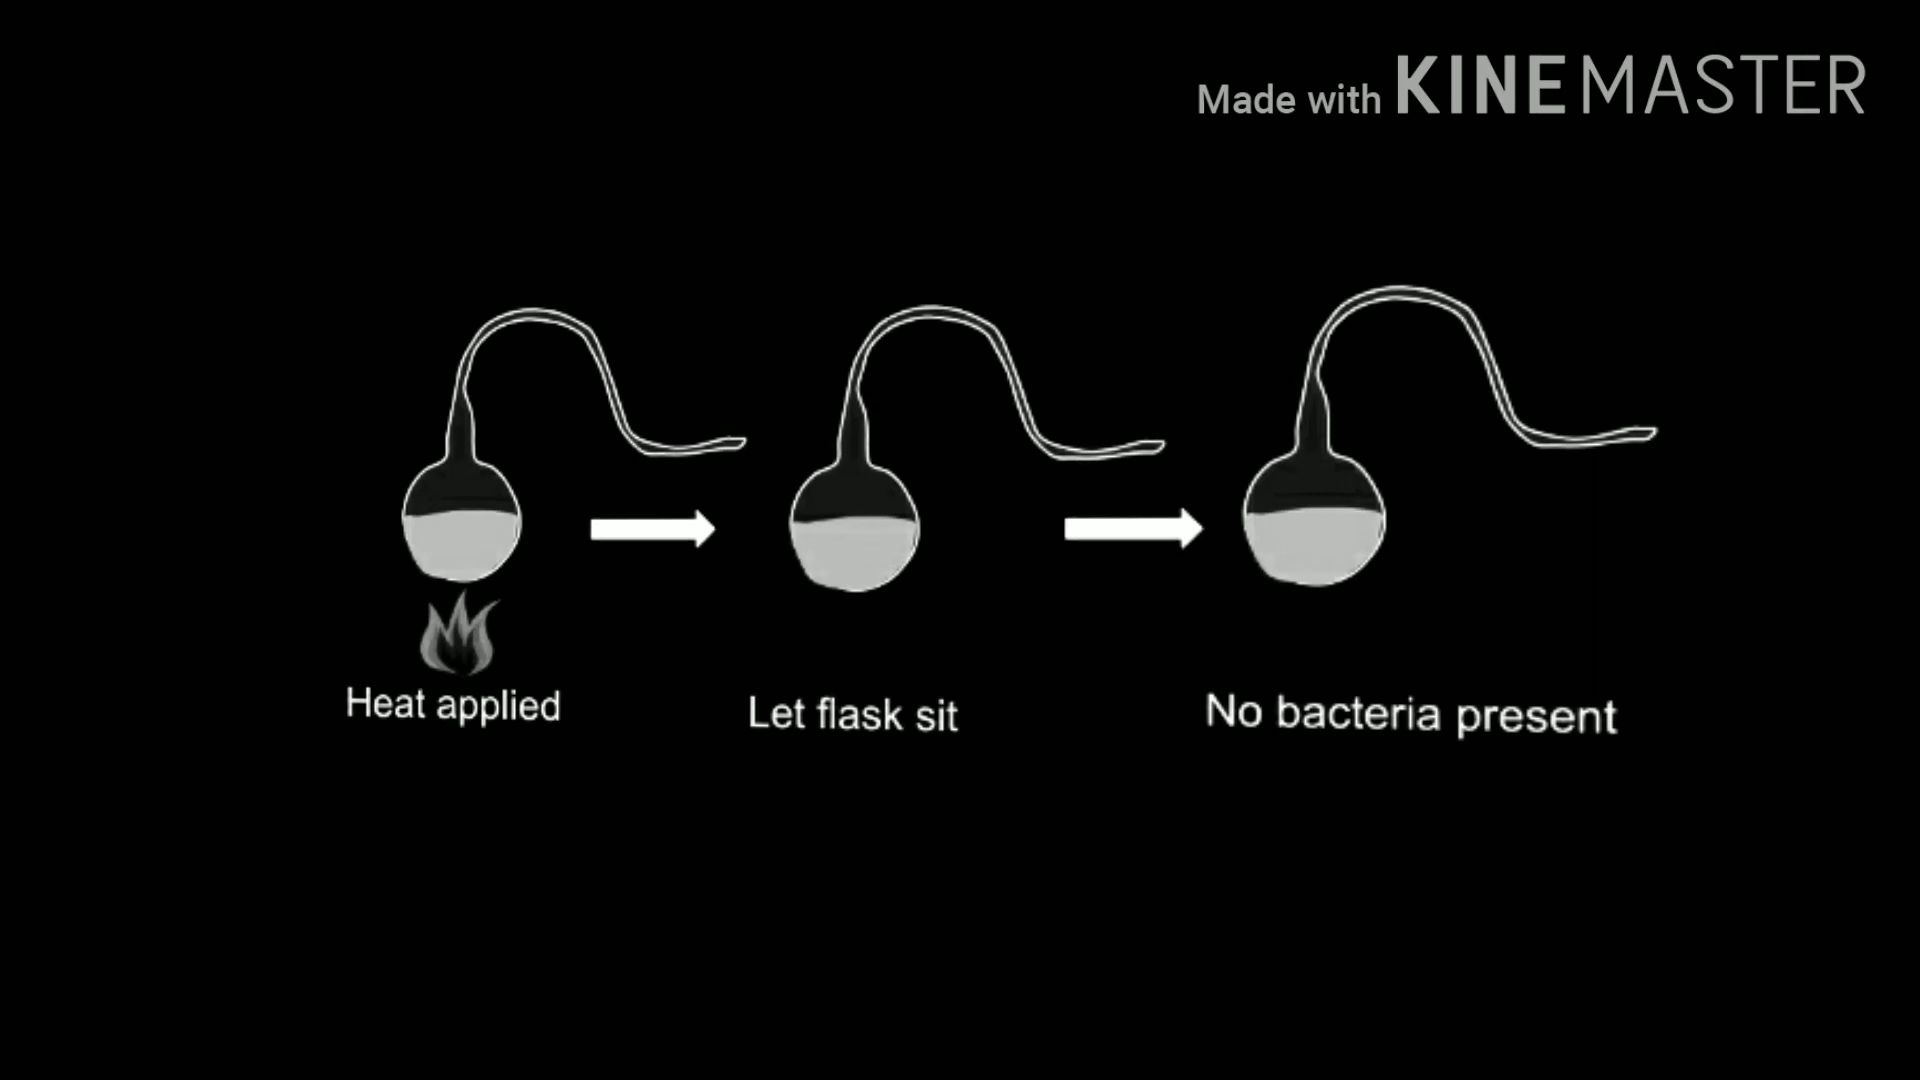 Made with KINEMASTER
Heat applied
Let flask sit
No bacteria present